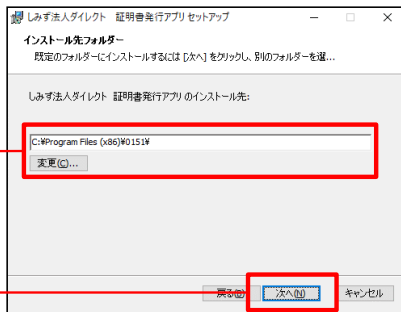 しみず法人ダイレクト 証明書発行アプリ セットアップ
インストール先フォルダー
既定のフォルダーにインストールするには [次へ] をクリックし、別のフォルダーを選...
しみず法人ダイレクト 証明書発行アプリ のインストール先:
C:¥Program Files (x86)¥0151¥
変更(C)...
戻る(B) 次へ(N) キャンセル